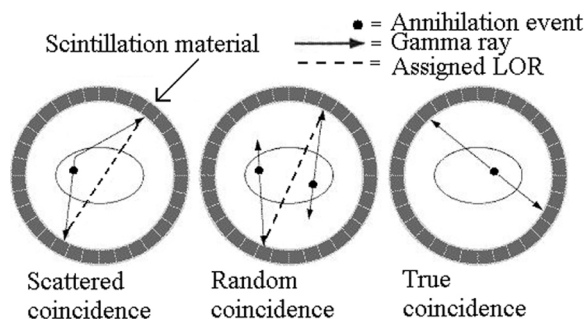 Scintillation material
= Annihilation event
= Gamma ray
= Assigned LOR
Scattered
coincidence
Random
coincidence
True
coincidence